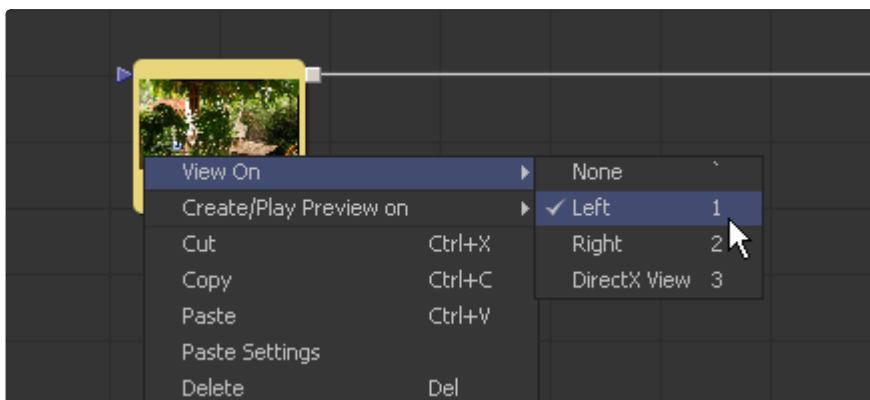 View On
Create/Play Preview on
Cut Ctrl+X
Copy Ctrl+C
Paste Ctrl+V
Paste Settings
Delete Del
None `
Left 1
Right 2
DirectX View 3